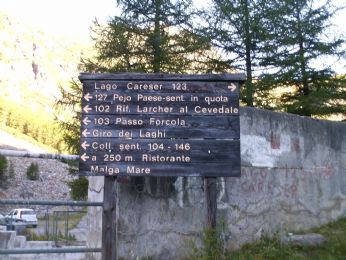 Lago Careser 123
127 Pejo Paese-sent in quota
102 Rif. Larcher al Cevedale
103 Passo Forcola
Giro dei Laghi
Coll. sent. 104 - 146
a 250 m. Ristorante
Malga Mare